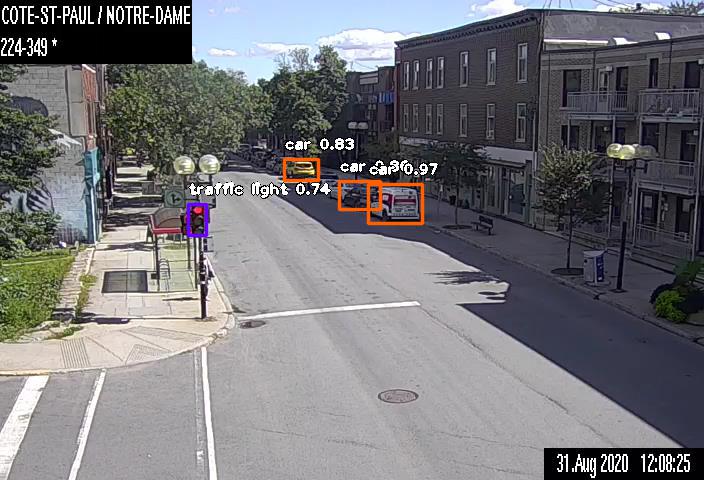 COTE-ST-PAUL / NOTRE-DAME
224-349 *
car 0.83
car 0.97
traffic light 0.74
31.Aug 2020 12:08:25